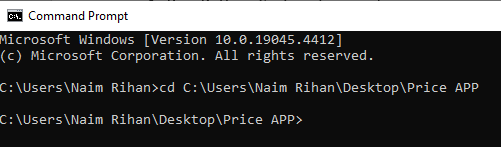 Command Prompt
Microsoft Windows [Version 10.0.19045.4412]
(c) Microsoft Corporation. All rights reserved.
C:\Users\Naim Rihan>cd C:\Users\Naim Rihan\Desktop\Price APP
C:\Users\Naim Rihan\Desktop\Price APP>